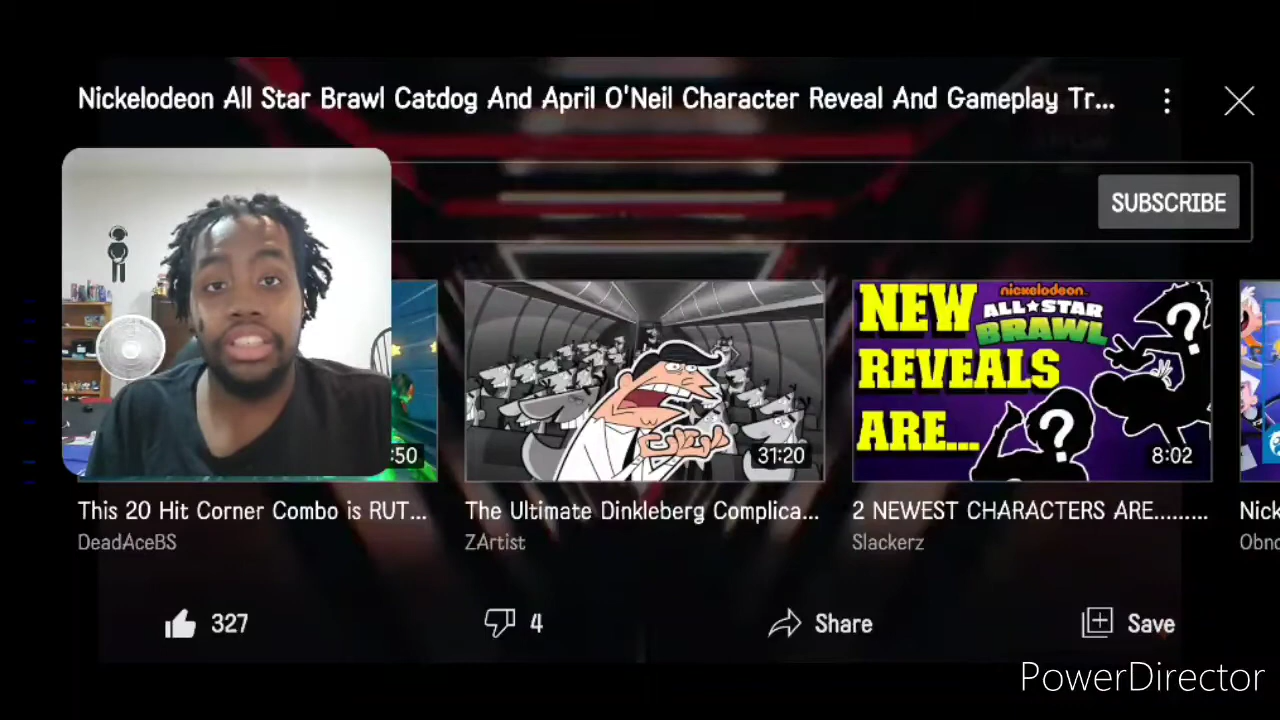 Nickelodeon All Star Brawl Catdog And April O'Neil Character Reveal And Gameplay Tr...
SUBSCRIBE
:50
31:20
NEW
REVEALS
ARE...
nickelodeon
ALL★STAR
BRAWL
?
?
8:02
This 20 Hit Corner Combo is RUT...
DeadAceBS
The Ultimate Dinkleberg Complica...
ZArtist
2 NEWEST CHARACTERS ARE.........
Slackerz
Nick
Obno
327
4
Share
Save
PowerDirector